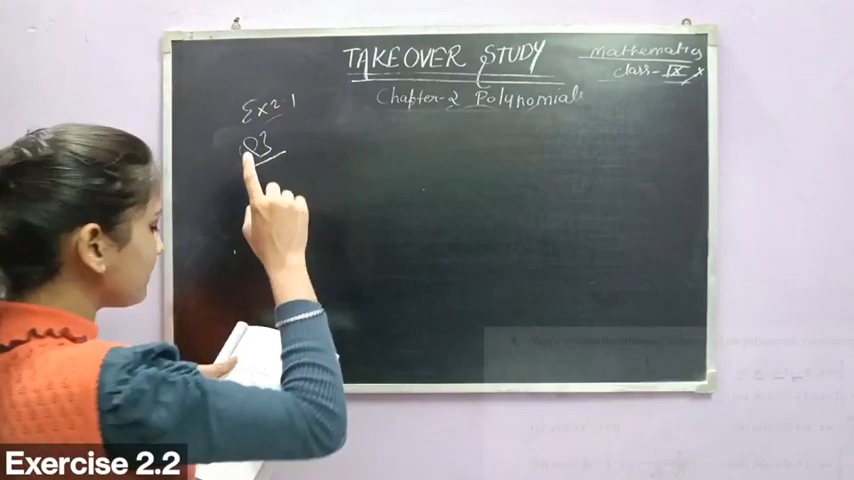 TAKEOVER STUDY
Mathematics
class-IX
Chapter-2 Polynomials
Ex 2.1
Q3
Exercise 2.2